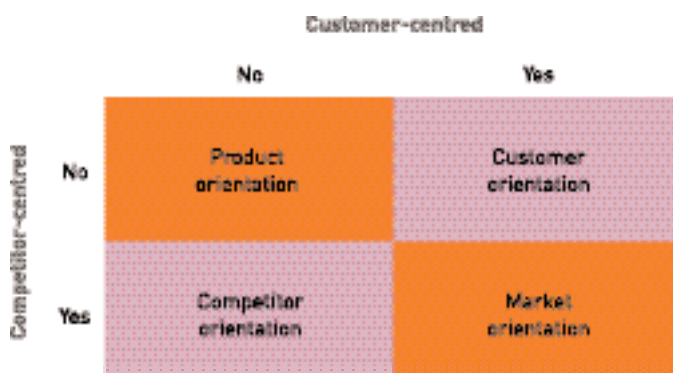 Customer-centred
No
Yes
Competitor-centred
No
Product
orientation
Customer
orientation
Yes
Competitor
orientation
Market
orientation